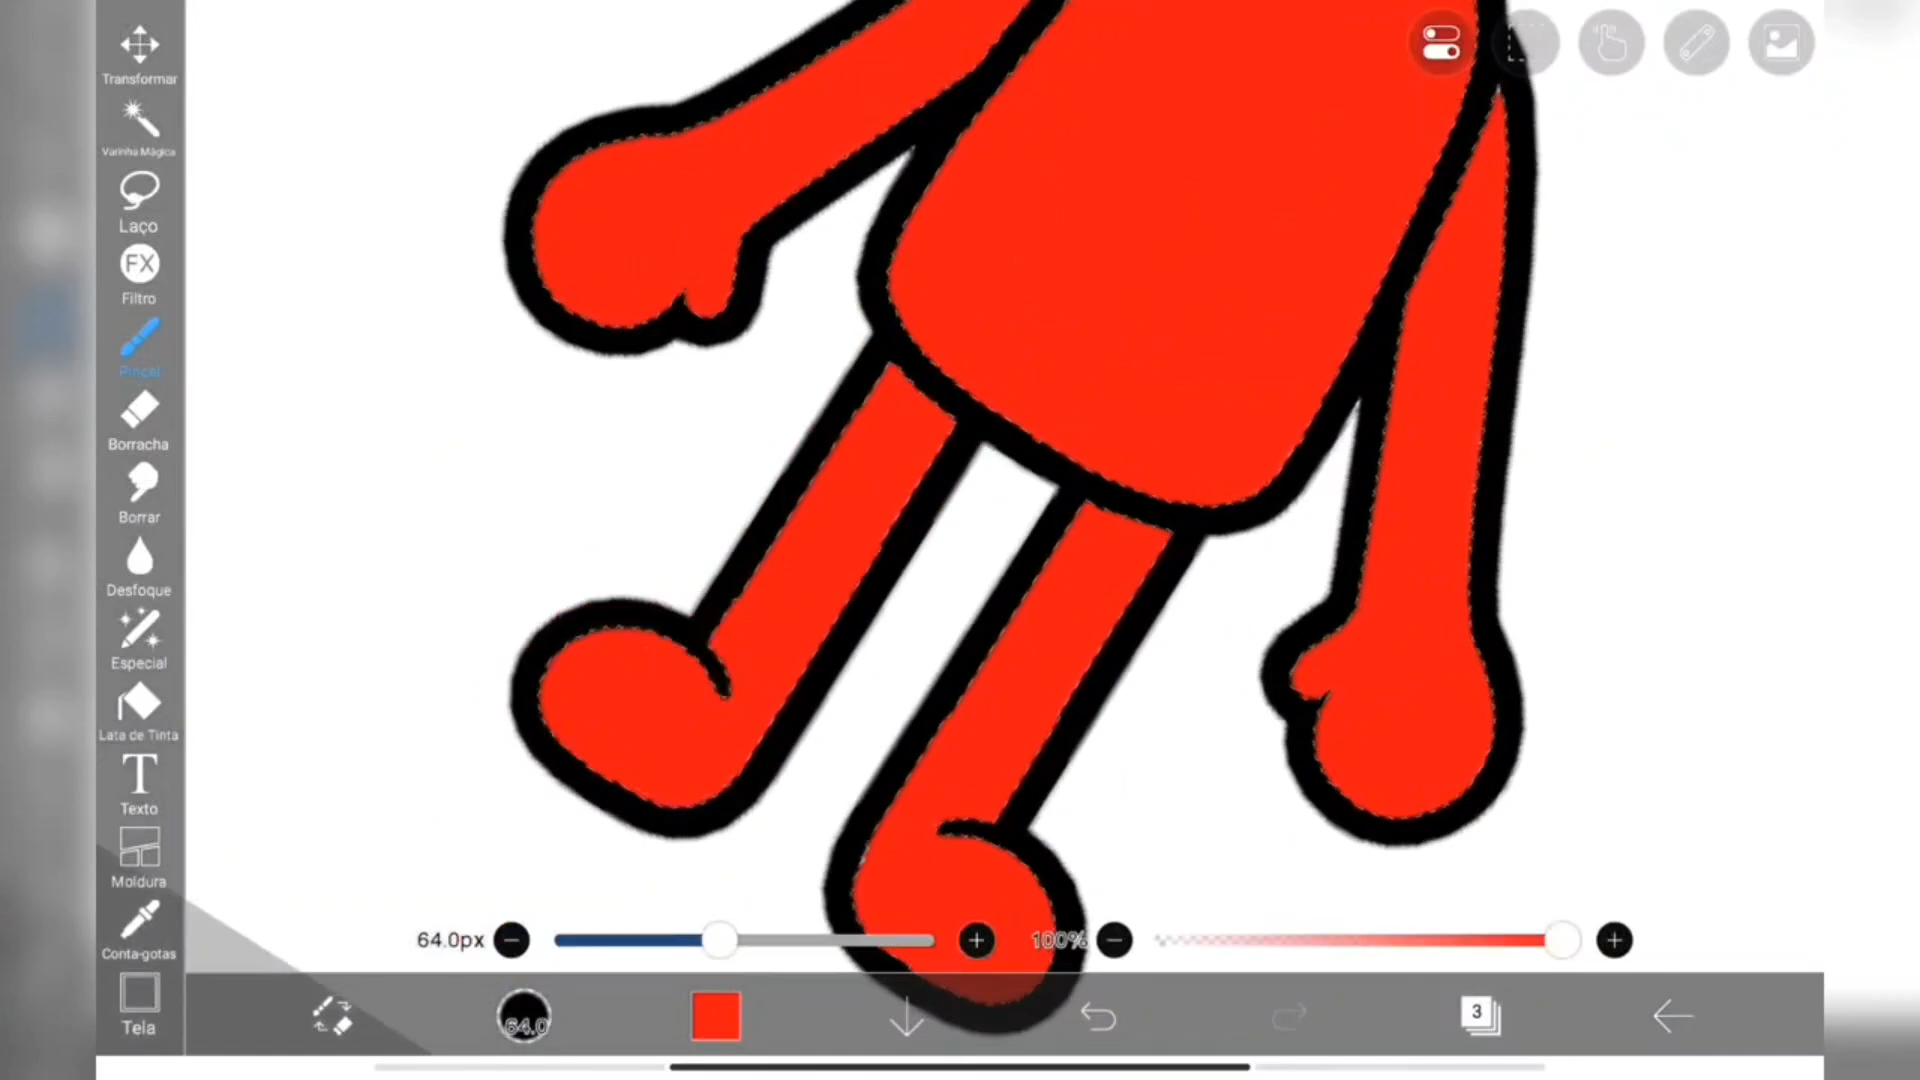 Transformar
Varinha Mágica
Laço
FX
Filtro
Pincel
Borracha
Borrar
Desfoque
Especial
Lata de Tinta
T
Texto
Moldura
Conta-gotas
Tela
64.0px
100%
64.0
3